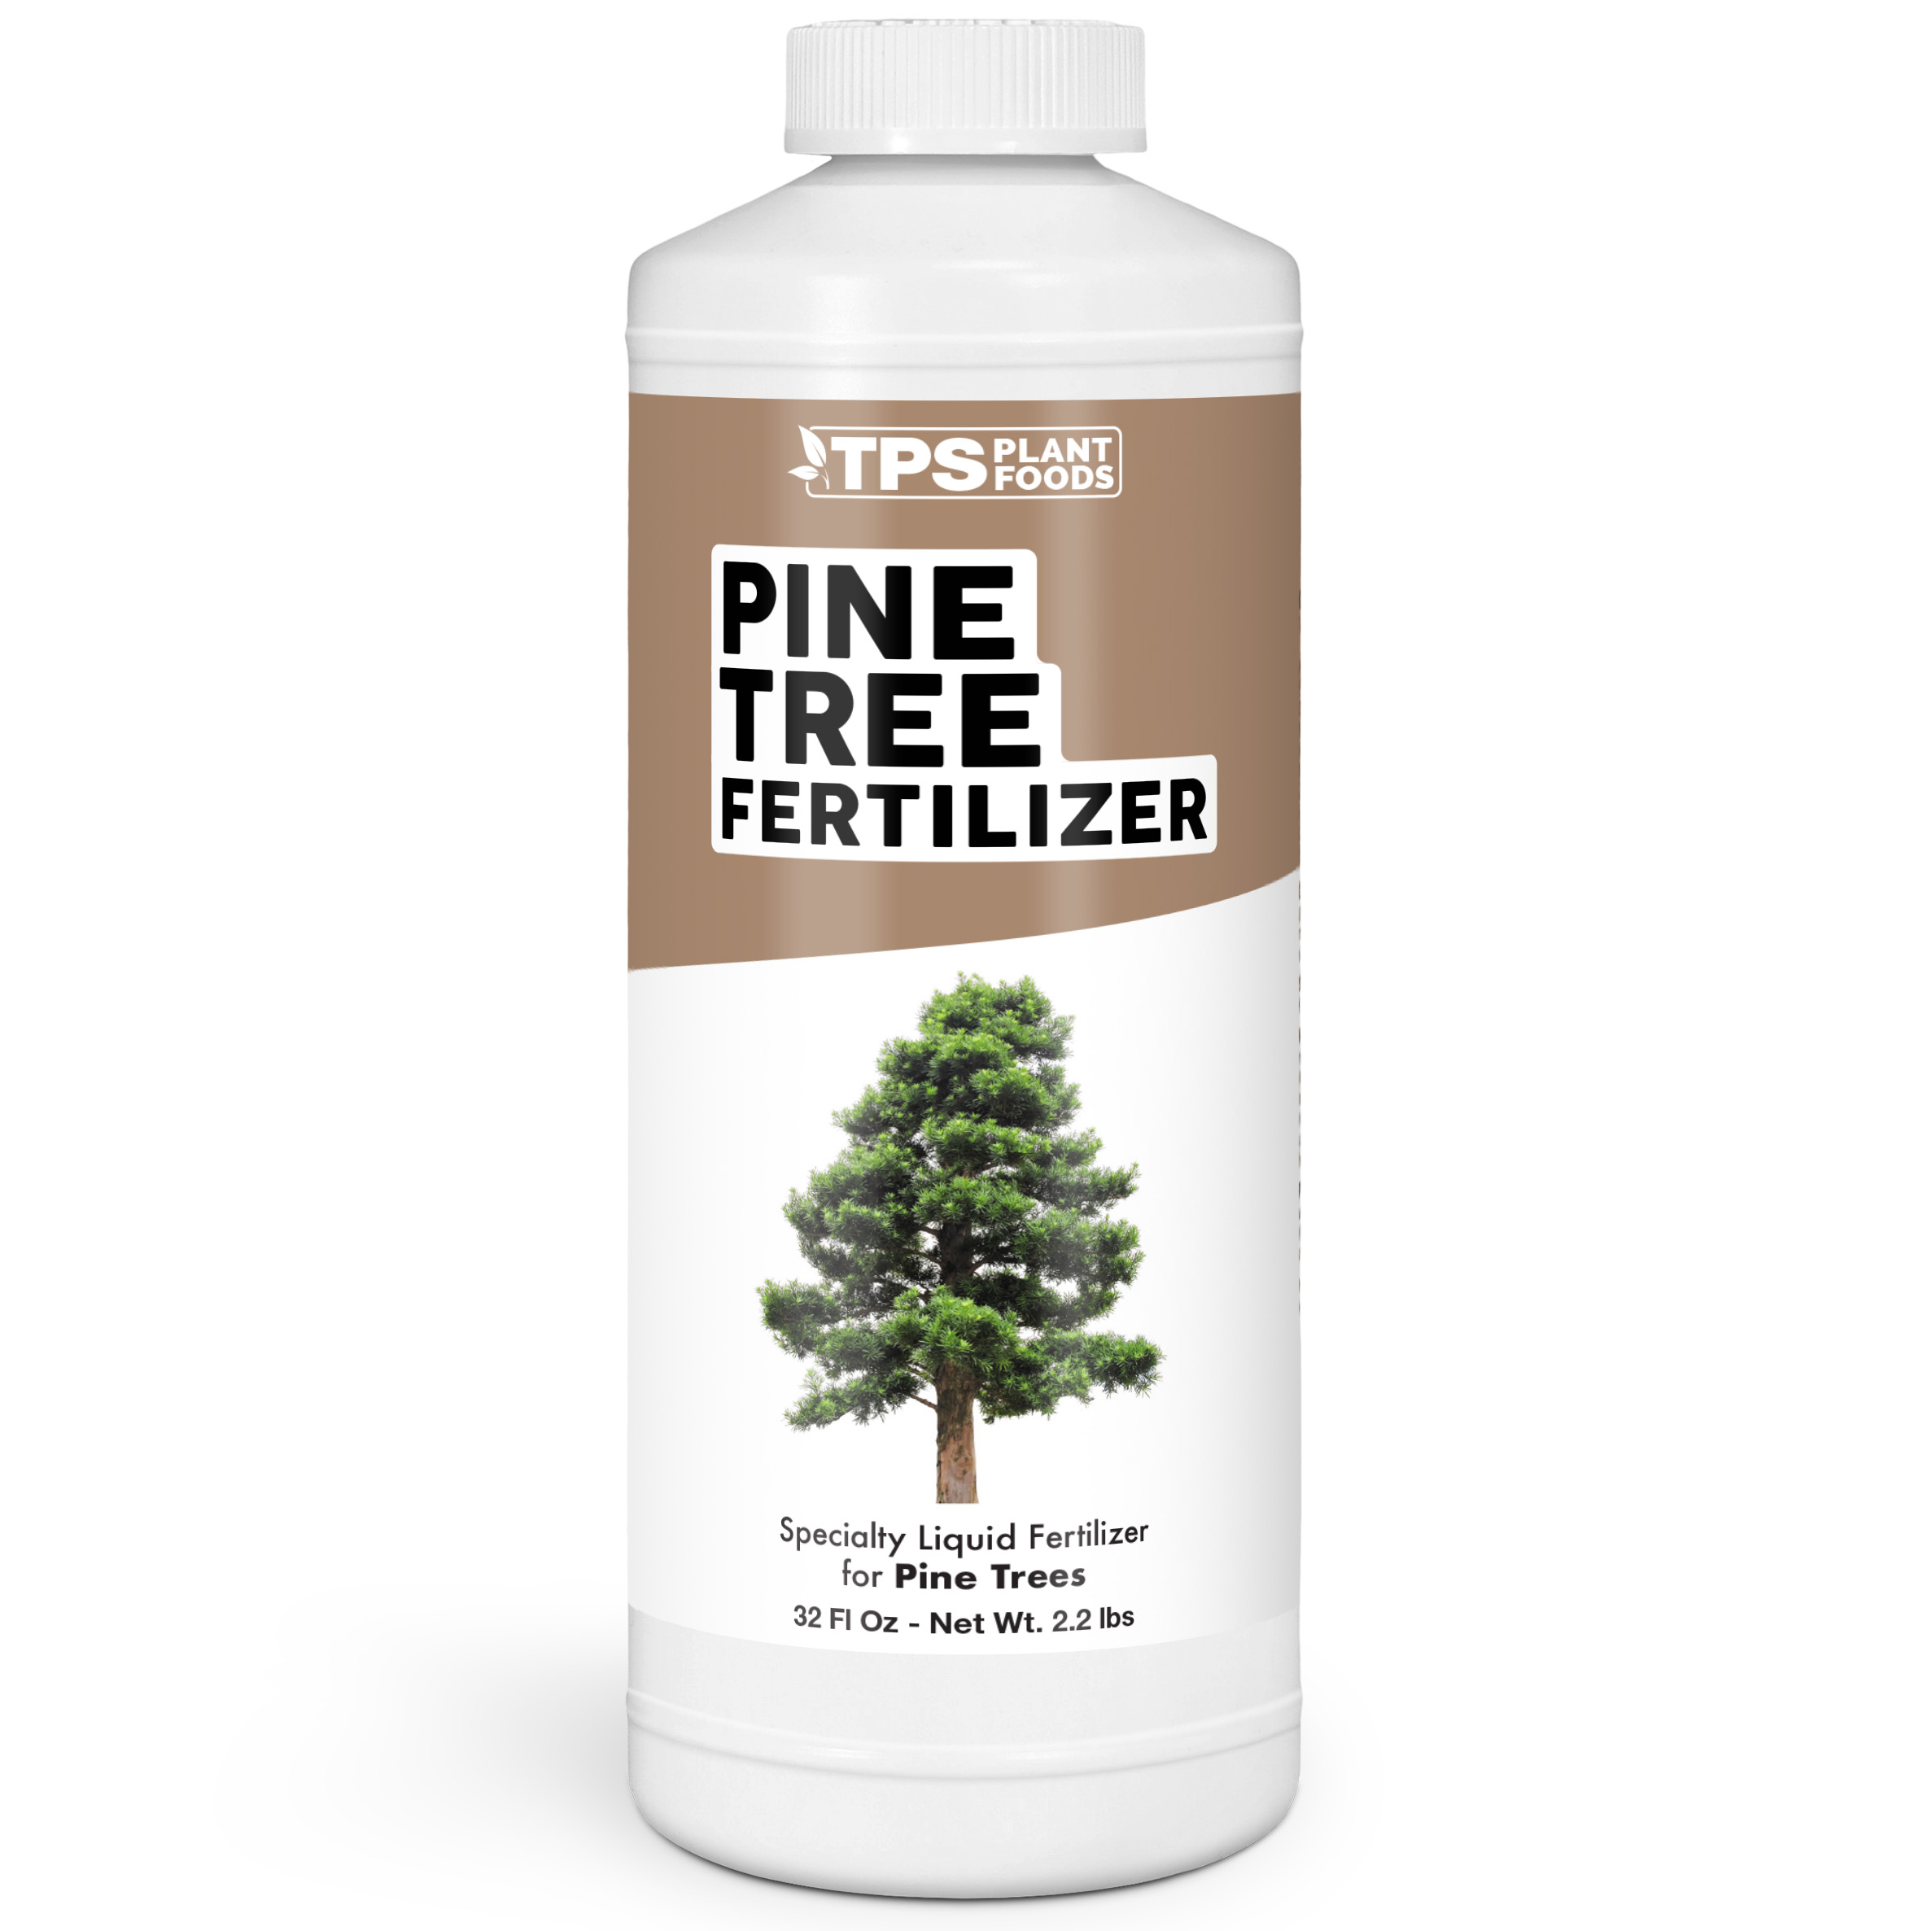 TPS PLANT FOODS
PINE
TREE
FERTILIZER
Specialty Liquid Fertilizer
for Pine Trees
32 Fl Oz - Net Wt. 2.2 lbs